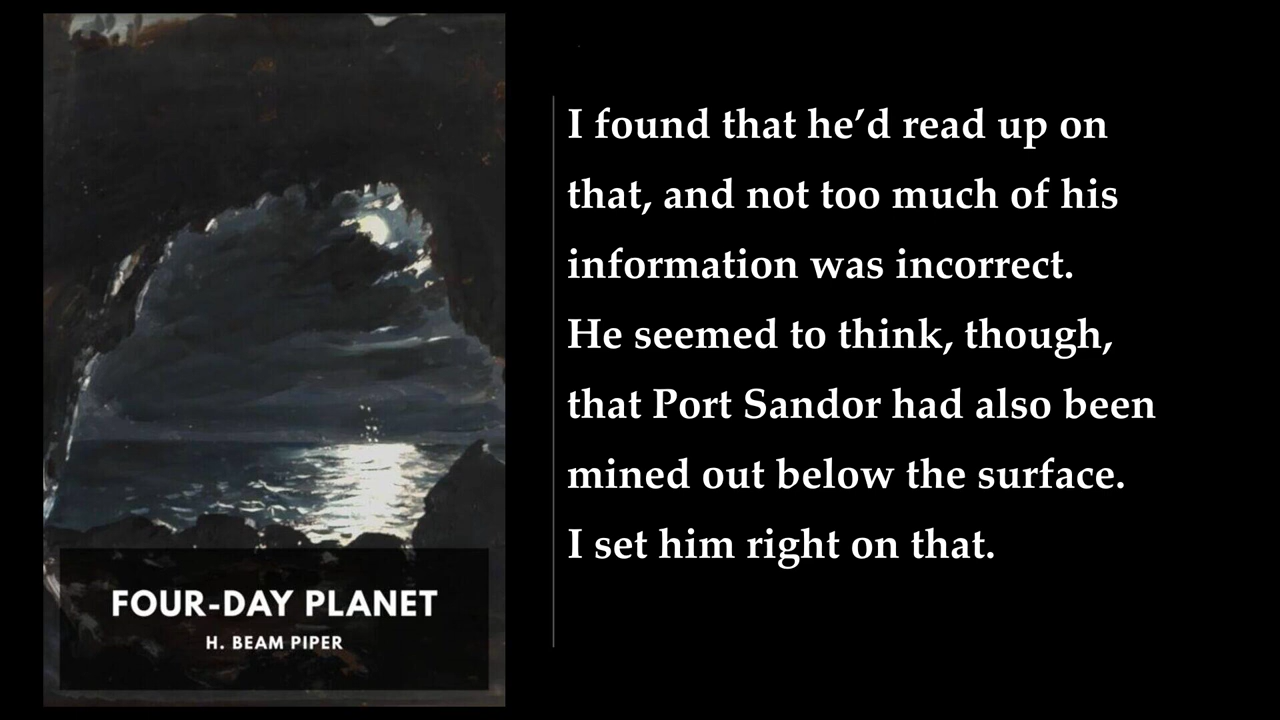 FOUR-DAY PLANET
H. BEAM PIPER
I found that he’d read up on
that, and not too much of his
information was incorrect.
He seemed to think, though,
that Port Sandor had also been
mined out below the surface.
I set him right on that.